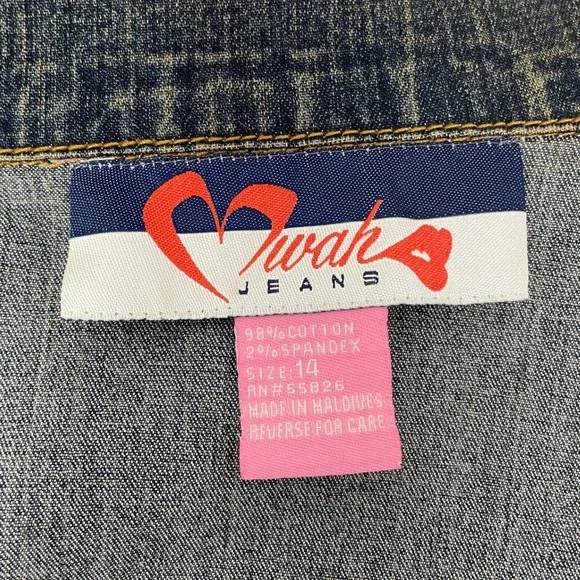 Mwah
JEANS
98% COTTON
2% SPANDEX
SIZE: 14
RN#55826
MADE IN MALDIVES
REVERSE FOR CARE